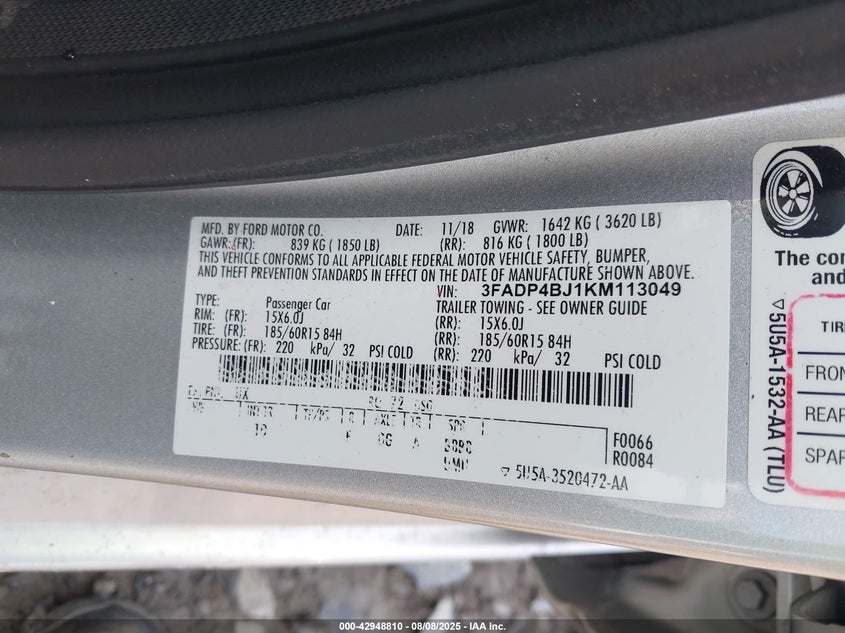 MFD. BY FORD MOTOR CO. DATE: 11/18 GVWR: 1642 KG ( 3620 LB)
GAWR:(FR): 839 KG ( 1850 LB) (RR): 816 KG ( 1800 LB)
THIS VEHICLE CONFORMS TO ALL APPLICABLE FEDERAL MOTOR VEHICLE SAFETY, BUMPER,
AND THEFT PREVENTION STANDARDS IN EFFECT ON THE DATE OF MANUFACTURE SHOWN ABOVE.
VIN: 3FADP4BJ1KM113049
TYPE: Passenger Car TRAILER TOWING - SEE OWNER GUIDE
RIM: (FR): 15X6.0J (RR): 15X6.0J
TIRE: (FR): 185/60R15 84H (RR): 185/60R15 84H
PRESSURE: (FR): 220 kPa/ 32 PSI COLD (RR): 220 kPa/ 32 PSI COLD
UX
F0066
R0084
5U5A-3520472-AA
The con
and
TIR
FRON
REAR
SPAR
5U5A-1532-AA (TLU)
000-42948810 - 08/08/2025 - IAA Inc.